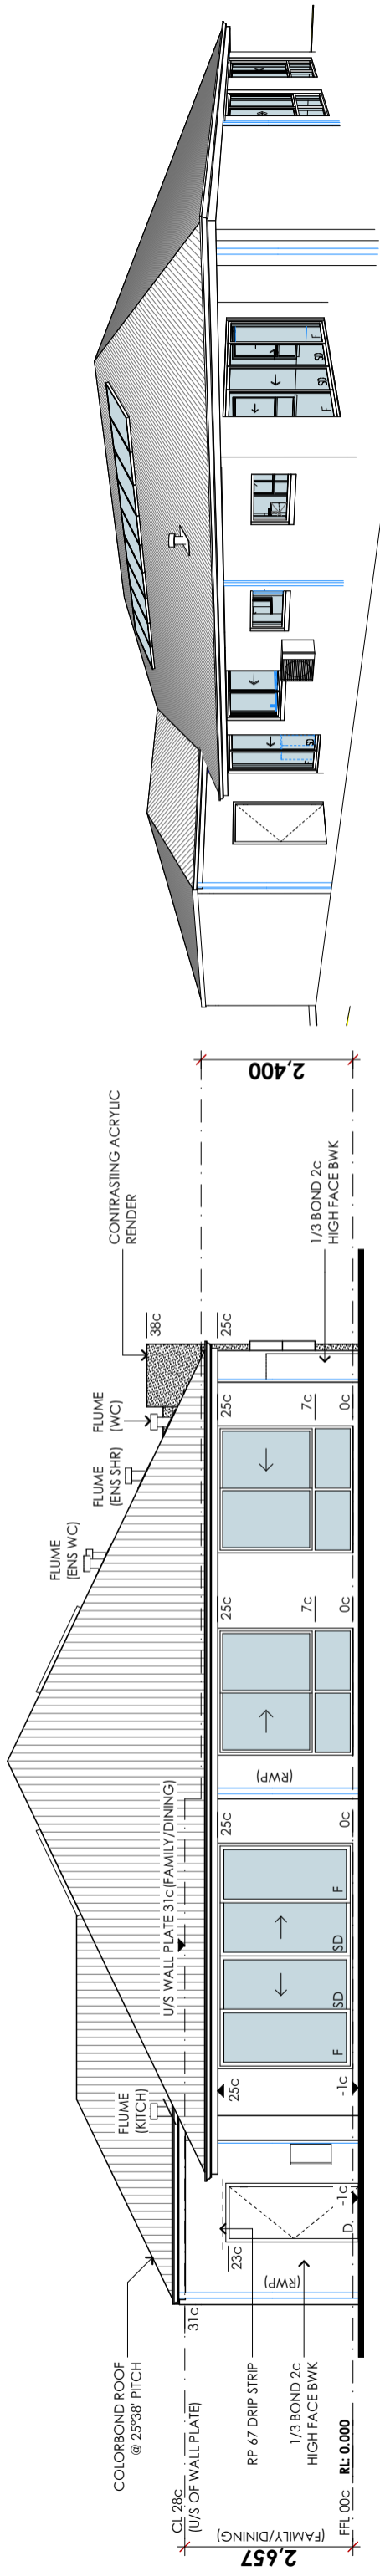 COLORBOND ROOF
@ 25°38' PITCH
FLUME
(KITCH)
U/S WALL PLATE 31c (FAMILY/DINING)
FLUME
(ENS WC)
FLUME
(ENS SHR)
FLUME
(WC)
CONTRASTING ACRYLIC
RENDER
38c
25c
31c
CL 28c
(U/S OF WALL PLATE)
2,657
(FAMILY/DINING)
RP 67 DRIP STRIP
23c
1/3 BOND 2c
HIGH FACE BWK
(RWP)
D
-1c
25c
-1c
F
SD
SD
F
25c
0c
(RWP)
25c
7c
0c
25c
7c
0c
1/3 BOND 2c
HIGH FACE BWK
2,400
FFL 00c
RL: 0.000
SD
F
SD
SD
F